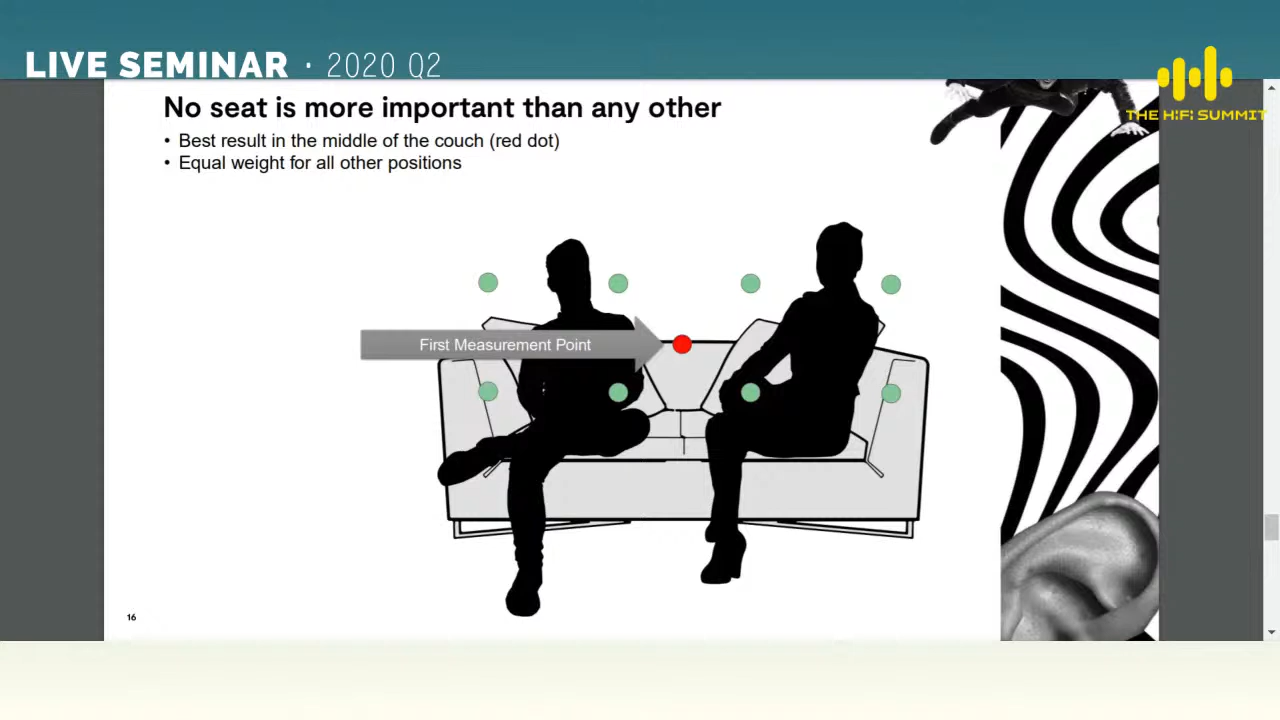 LIVE SEMINAR · 2020 Q2
THE HIFI SUMMIT
No seat is more important than any other
• Best result in the middle of the couch (red dot)
• Equal weight for all other positions
First Measurement Point
16